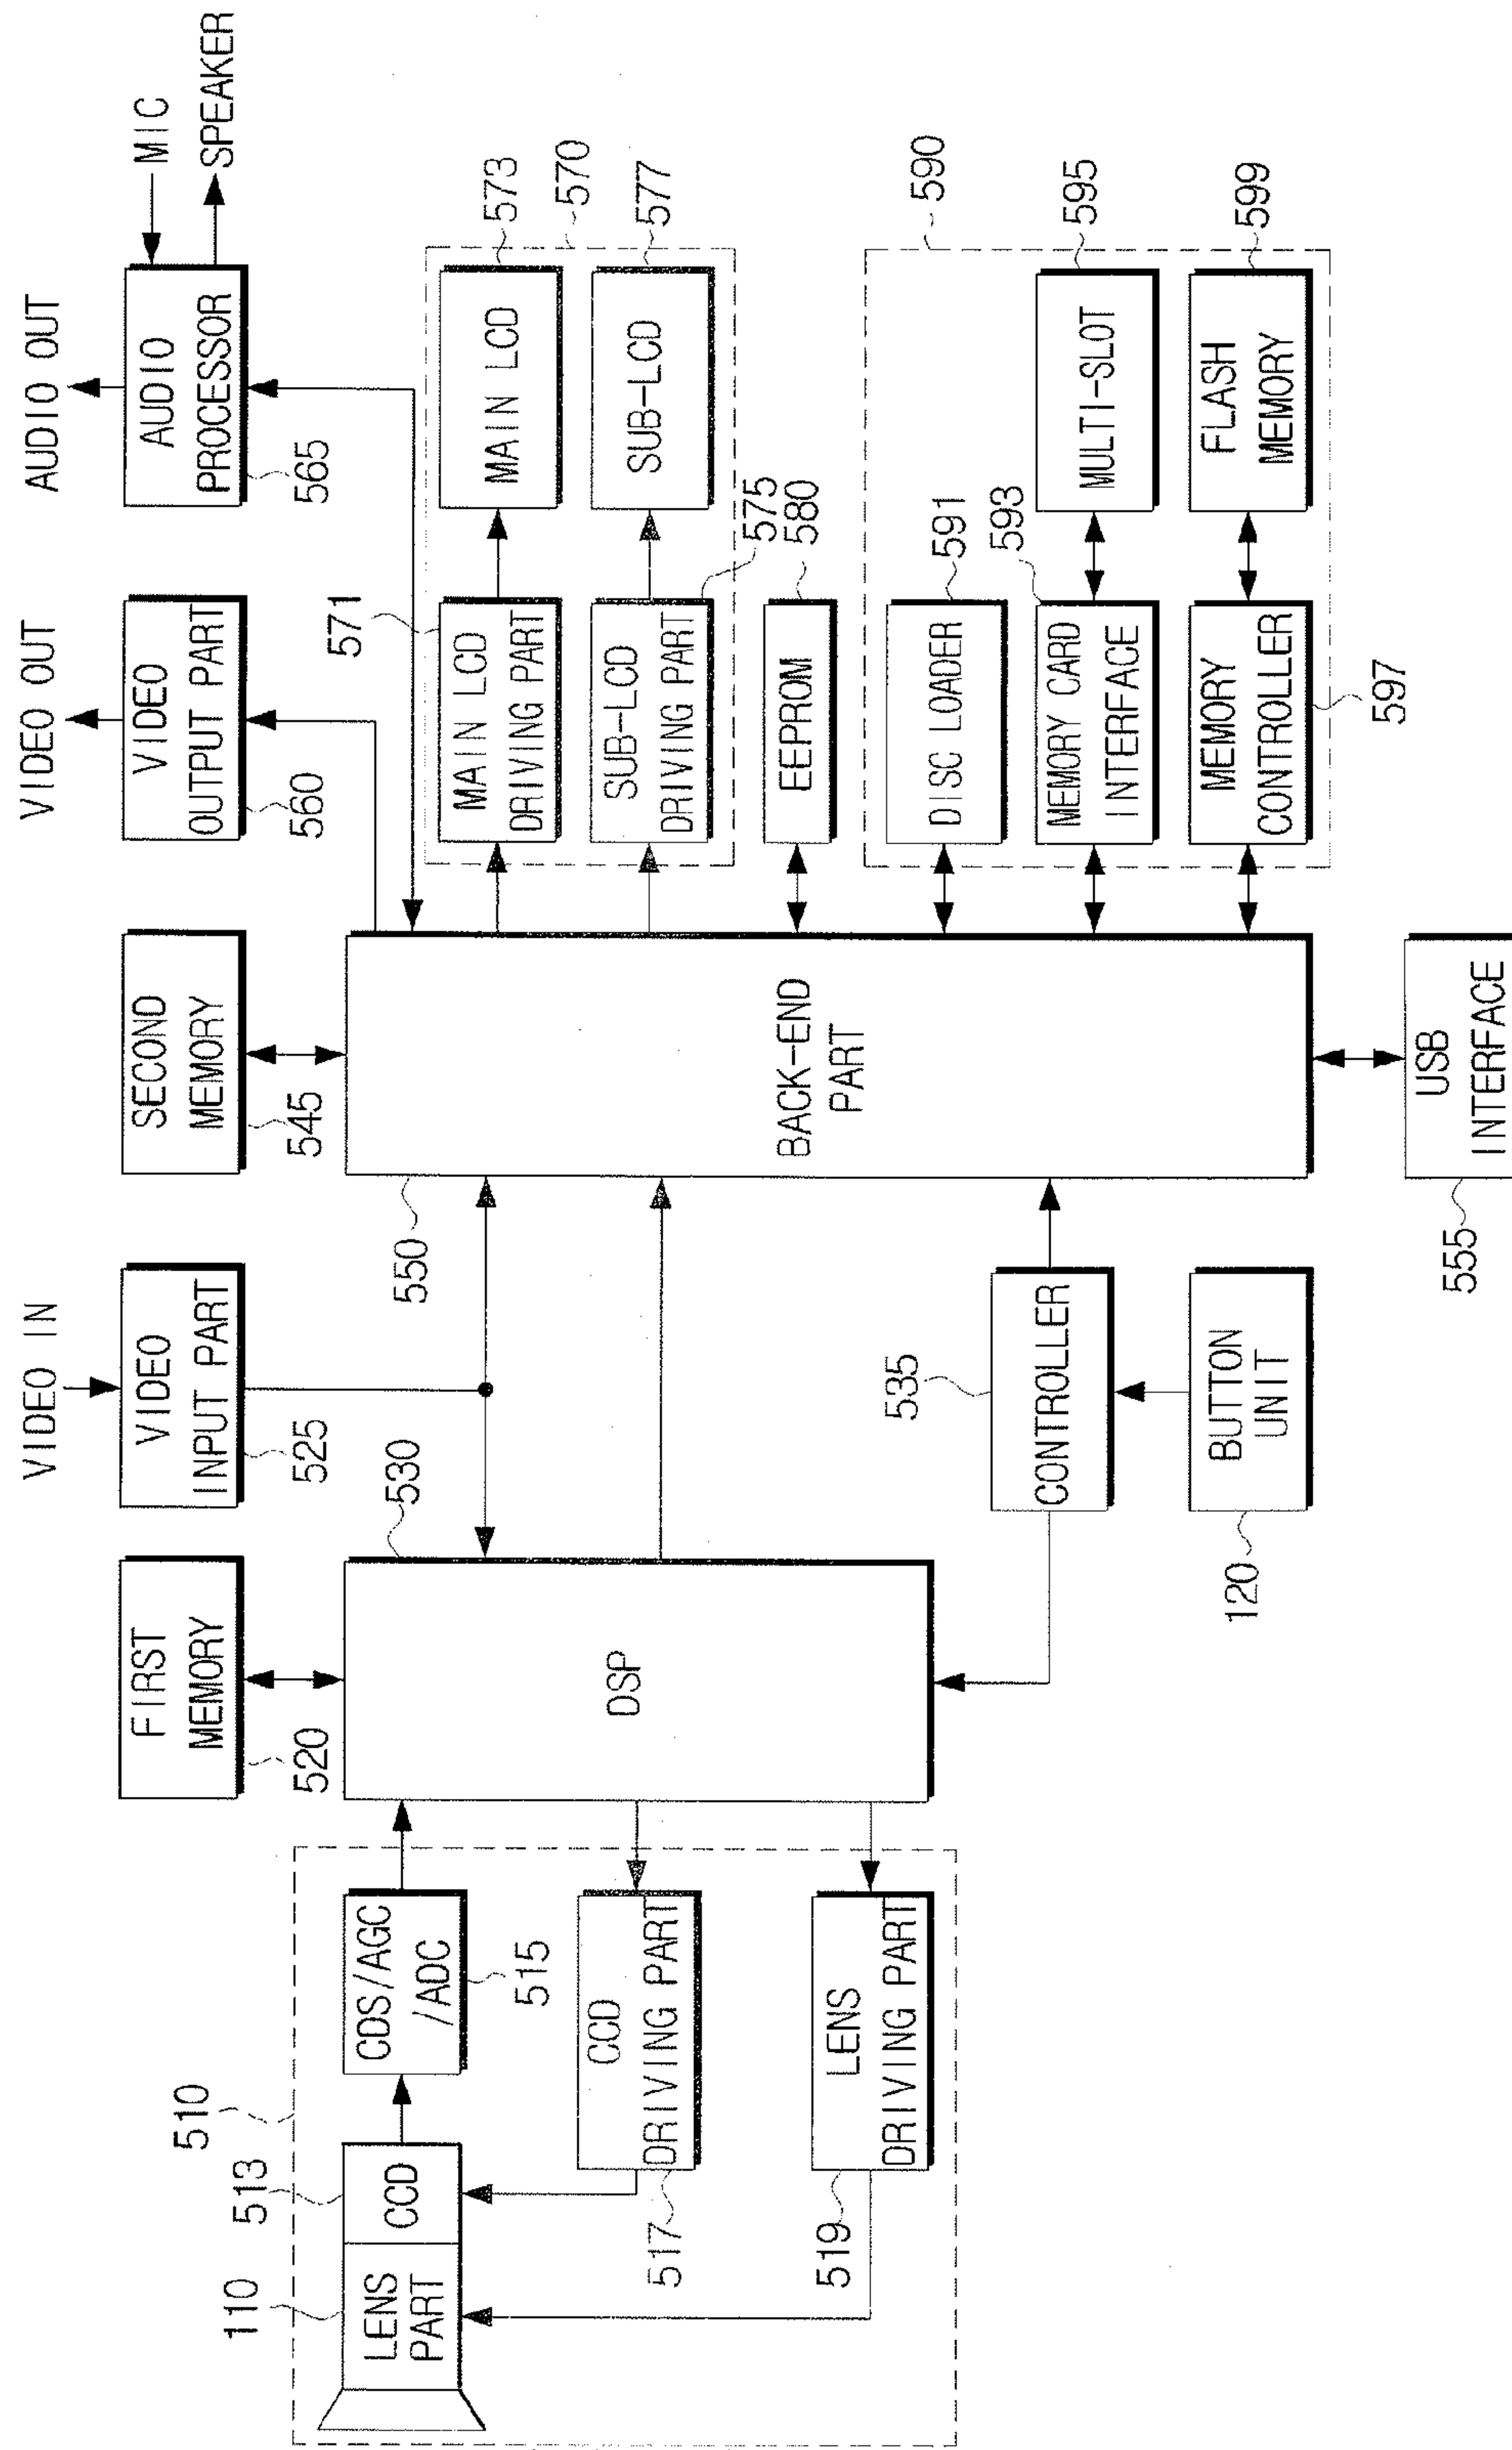 VIDEO IN
VIDEO OUT
AUDIO OUT
FIRST
MEMORY
520
VIDEO
INPUT PART
525
SECOND
MEMORY
545
VIDEO
OUTPUT PART
560
AUDIO
PROCESSOR
565
MIC
SPEAKER
510
110
LENS
PART
513
CCD
CDS/AGC
/ADC
515
CCD
DRIVING PART
517
LENS
DRIVING PART
519
530
DSP
550
BACK-END
PART
535
CONTROLLER
BUTTON
UNIT
120
555
USB
INTERFACE
571
MAIN LCD
DRIVING PART
MAIN LCD
573
570
SUB-LCD
DRIVING PART
575
SUB-LCD
577
EEPROM
580
590
DISC LOADER
591
MEMORY CARD
INTERFACE
593
MULTI-SLOT
595
MEMORY
CONTROLLER
597
FLASH
MEMORY
599